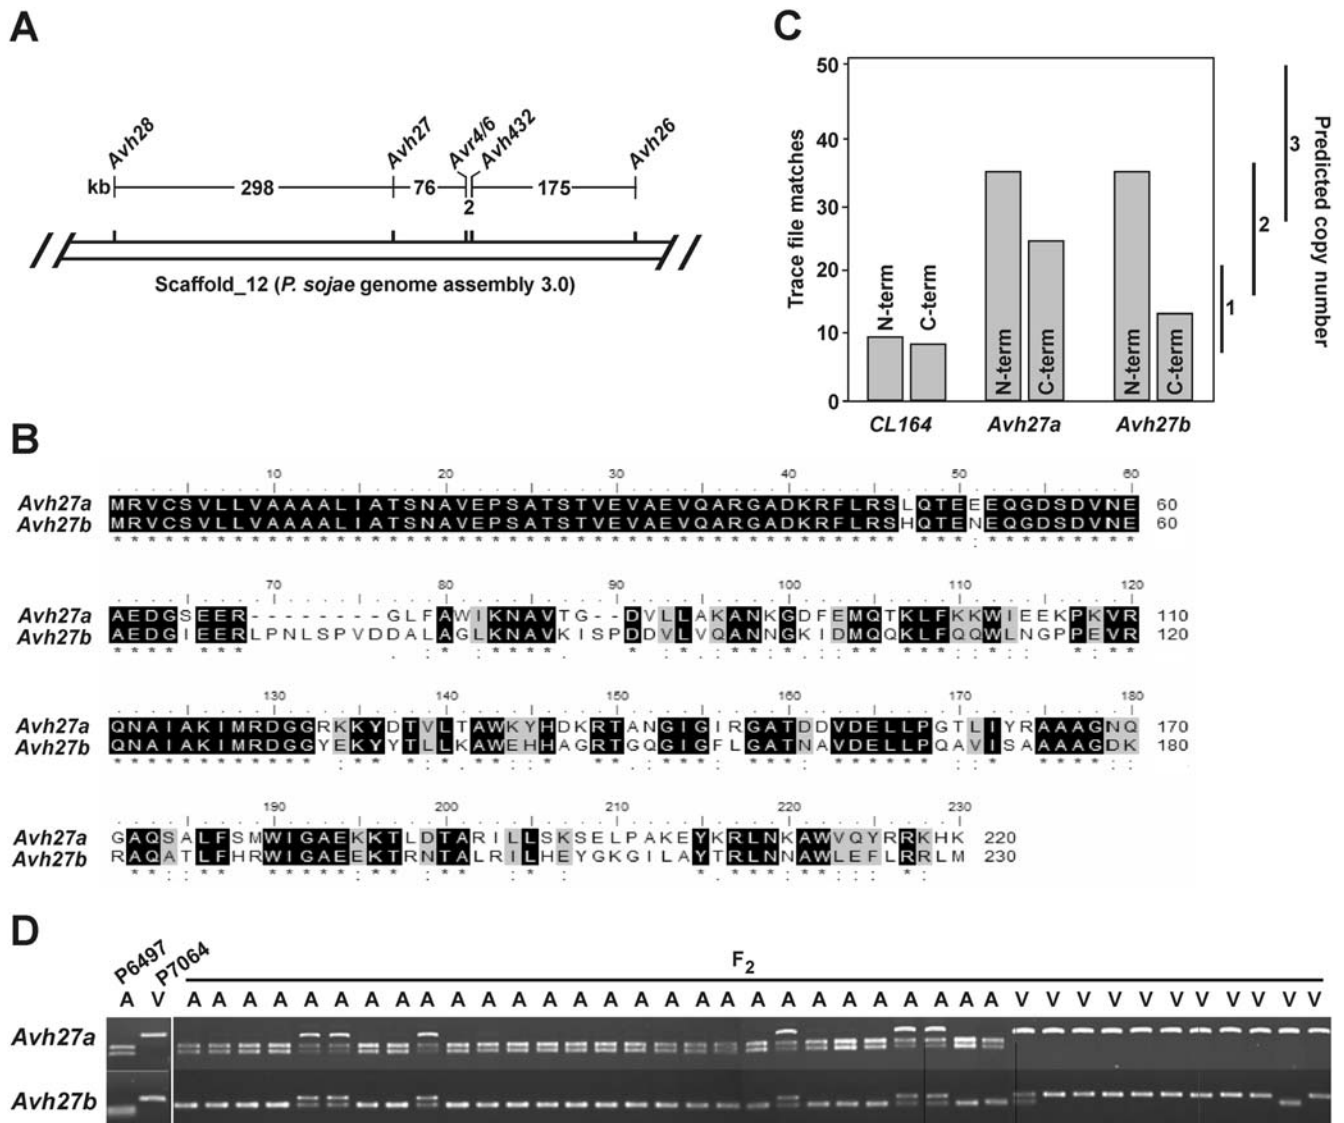 A
Avh28 Avh27 Avr4/6 Avh432 Avh26
kb 298 76 2 175
Scaffold_12 (P. sojae genome assembly 3.0)
C
Trace file matches
50
40
30
20
10
0
N-term C-term N-term C-term N-term C-term
CL164 Avh27a Avh27b
1 2 3
Predicted copy number
B
10 20 30 40 50 60
Avh27a MRVCSVLLVAAAALIATSNAVEPSATSTVEVAEVQARGADKRFLRSLQTEEEQGDSDVNE 60
Avh27b MRVCSVLLVAAAALIATSNAVEPSATSTVEVAEVQARGADKRFLRSHQTENEQGDSDVNE 60
70 80 90 100 110 120
Avh27a AEDGSEER--------GLFAWIKNAVTG--DVLLAKANKGDFEMQTKLFKKWIEEKPKVR 110
Avh27b AEDGIEERLPNLSPVDDALAGLKNAVKISPDDVLVQANNGKIDMQQKLFQQWLNGPPEVR 120
130 140 150 160 170 180
Avh27a QNAIAKIMRDGGRKKYDTVLTAWKYHDKRTANGIGIRGATDDVDELLPGTLIYRAAAGNQ 170
Avh27b QNAIAKIMRDGGYEKYYTLLKAWEHHAGRTGQGIGFLGATNAVDELLPQAVISAAAAGDK 180
190 200 210 220 230
Avh27a GAQSALFSMWIGAEKKTLDTARILLSKSELPAKEYKRLNKAWVQYRRKHK 220
Avh27b RAQATLFHRWIGAEEKTRNTALRILHEYGKGILAYTRLNNAWLEFLRRLM 230
D
P6497 P7064 F2
A V A A A A A A A A A A A A A A A A A A A A A A A A A A A A V V V V V V V V V V V
Avh27a
Avh27b